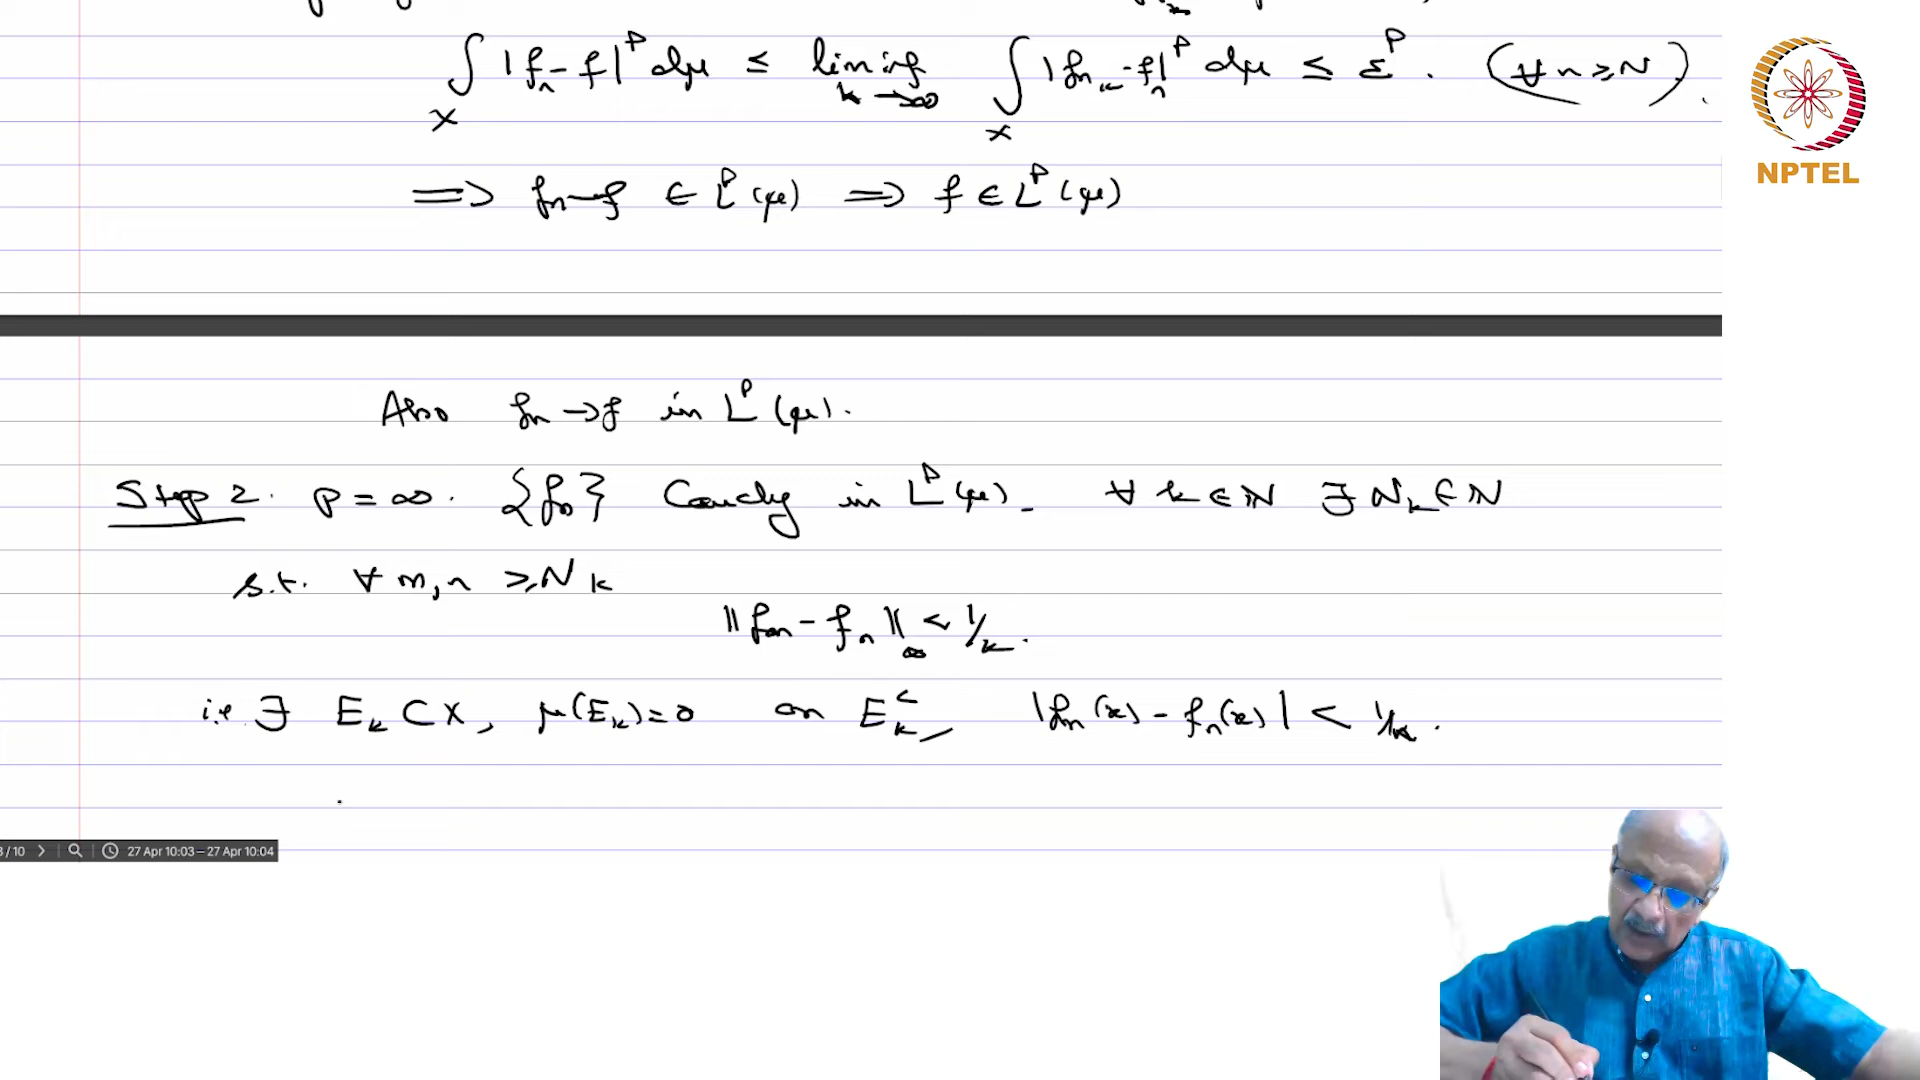 ∫_X |f_n - f|^p dμ ≤ lim inf_{k→∞} ∫_X |f_{n_k} - f_n|^p dμ ≤ ε^p. (∀ n ≥ N).
⟹ f_n - f ∈ L^p(μ) ⟹ f ∈ L^p(μ)
NPTEL
Also f_n → f in L^p(μ).
Step 2. p = ∞. {f_n} Cauchy in L^p(μ). ∀ k ∈ ℕ ∃ N_k ∈ ℕ
s.t. ∀ m, n ≥ N_k
‖f_m - f_n‖_∞ < 1/k.
i.e. ∃ E_k ⊂ X, μ(E_k) = 0 on E_k^c, |f_m(x) - f_n(x)| < 1/k.
/ 10 27 Apr 10:03 – 27 Apr 10:04